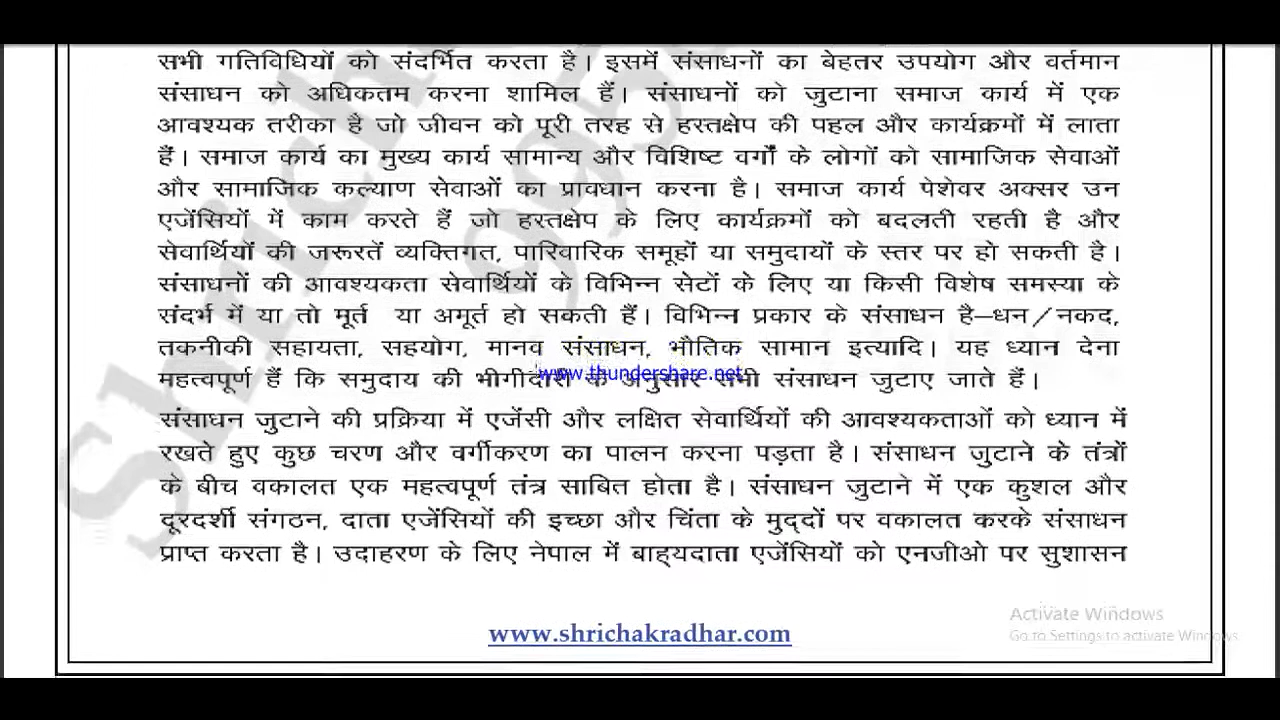 सभी गतिविधियों को संदर्भित करता है। इसमें संसाधनों का बेहतर उपयोग और वर्तमान
संसाधन को अधिकतम करना शामिल हैं। संसाधनों को जुटाना समाज कार्य में एक
आवश्यक तरीका है जो जीवन को पूरी तरह से हस्तक्षेप की पहल और कार्यक्रमों में लाता
हैं। समाज कार्य का मुख्य कार्य सामान्य और विशिष्ट वर्गों के लोगों को सामाजिक सेवाओं
और सामाजिक कल्याण सेवाओं का प्रावधान करना है। समाज कार्य पेशेवर अक्सर उन
एजेंसियों में काम करते हैं जो हस्तक्षेप के लिए कार्यक्रमों को बदलती रहती है और
सेवार्थियों की जरूरतें व्यक्तिगत, पारिवारिक समूहों या समुदायों के स्तर पर हो सकती है।
संसाधनों की आवश्यकता सेवार्थियों के विभिन्न सेटों के लिए या किसी विशेष समस्या के
संदर्भ में या तो मूर्त या अमूर्त हो सकती हैं। विभिन्न प्रकार के संसाधन है–धन/नकद,
तकनीकी सहायता, सहयोग, मानव संसाधन, भौतिक सामान इत्यादि। यह ध्यान देना
www.thundershare.net
महत्वपूर्ण हैं कि समुदाय की भीगीदारी के अनुसार सभी संसाधन जुटाए जाते हैं।
संसाधन जुटाने की प्रक्रिया में एजेंसी और लक्षित सेवार्थियों की आवश्यकताओं को ध्यान में
रखते हुए कुछ चरण और वर्गीकरण का पालन करना पड़ता है। संसाधन जुटाने के तंत्रों
के बीच वकालत एक महत्वपूर्ण तंत्र साबित होता है। संसाधन जुटाने में एक कुशल और
दूरदर्शी संगठन, दाता एजेंसियों की इच्छा और चिंता के मुद्दों पर वकालत करके संसाधन
प्राप्त करता है। उदाहरण के लिए नेपाल में बाह्यदाता एजेंसियों को एनजीओ पर सुशासन
www.shrichakradhar.com
Activate Windows
Go to Settings to activate Windows.